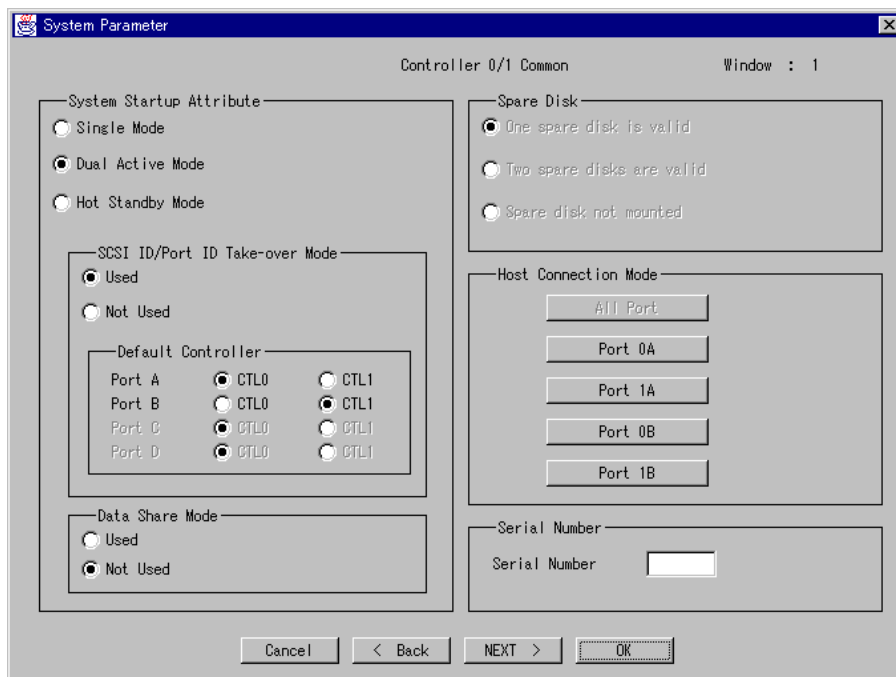 System Parameter
Controller 0/1 Common
Window : 1
System Startup Attribute
Single Mode
Dual Active Mode
Hot Standby Mode
SCSI ID/Port ID Take-over Mode
Used
Not Used
Default Controller
Port A CTL0 CTL1
Port B CTL0 CTL1
Port C CTL0 CTL1
Port D CTL0 CTL1
Data Share Mode
Used
Not Used
Spare Disk
One spare disk is valid
Two spare disks are valid
Spare disk not mounted
Host Connection Mode
All Port
Port 0A
Port 1A
Port 0B
Port 1B
Serial Number
Serial Number
Cancel < Back NEXT > OK